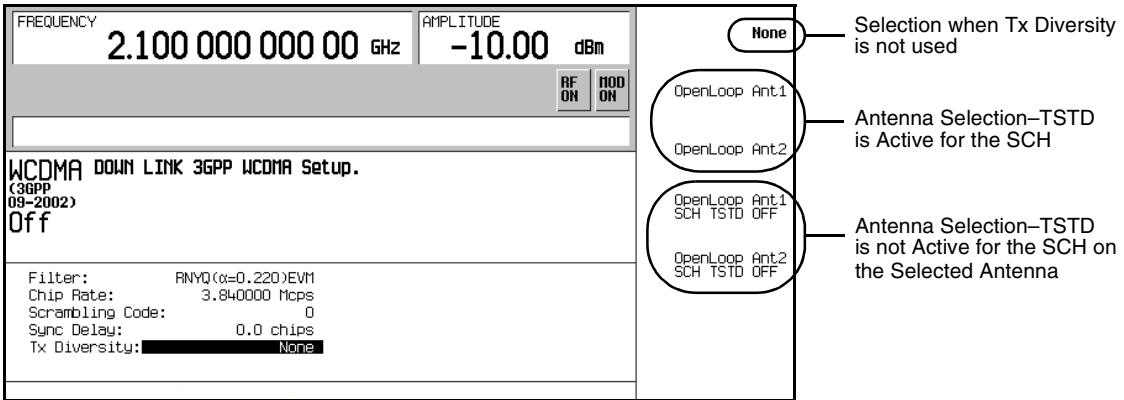 FREQUENCY
2.100 000 000 00 GHz
AMPLITUDE
-10.00 dBm
RF ON
MOD ON
WCDMA DOWN LINK 3GPP WCDMA Setup.
(3GPP
09-2002)
Off
Filter: RNYQ(α=0.220)EVM
Chip Rate: 3.840000 Mcps
Scrambling Code: 0
Sync Delay: 0.0 chips
Tx Diversity: None
None
OpenLoop Ant1
OpenLoop Ant2
OpenLoop Ant1
SCH TSTD OFF
OpenLoop Ant2
SCH TSTD OFF
Selection when Tx Diversity
is not used
Antenna Selection–TSTD
is Active for the SCH
Antenna Selection–TSTD
is not Active for the SCH on
the Selected Antenna